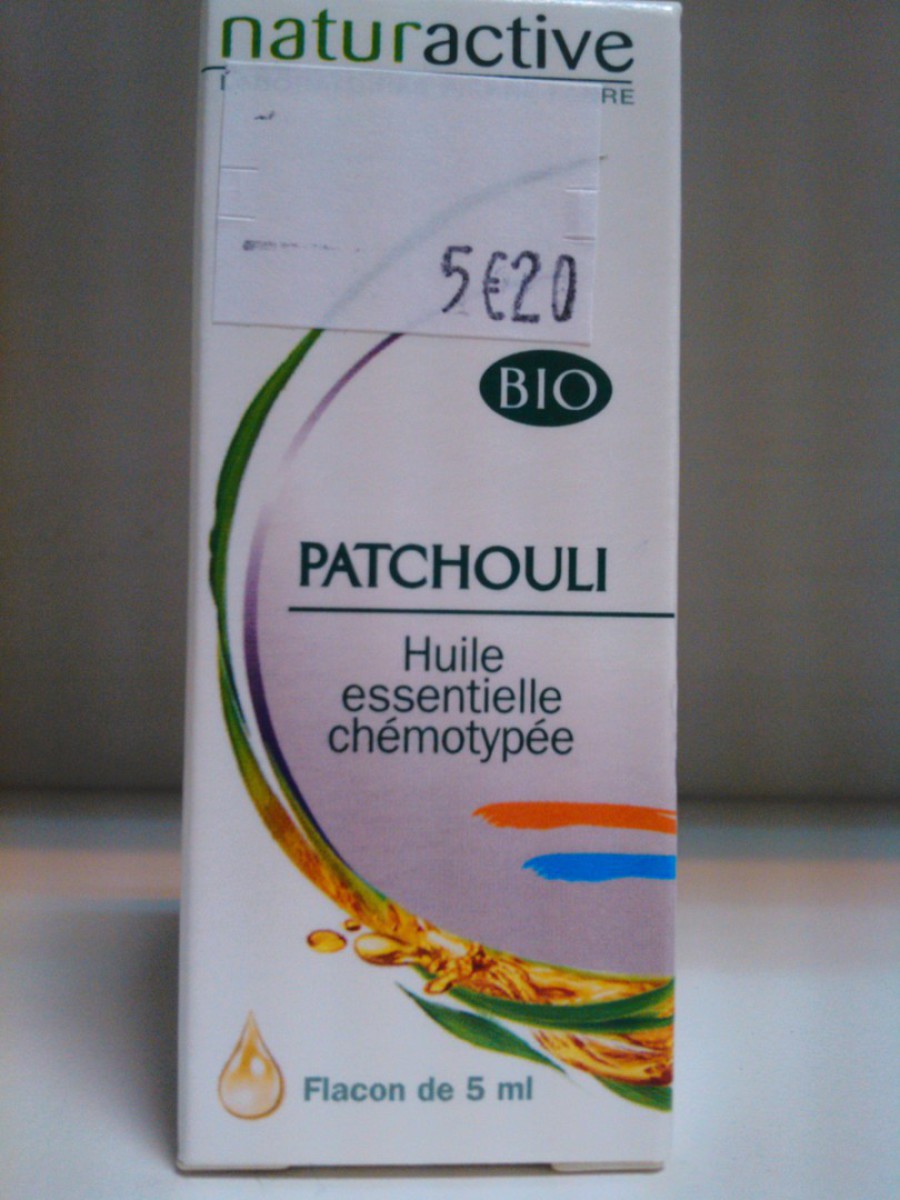 naturactive
5€20
BIO
PATCHOULI
Huile
essentielle
chémotypée
Flacon de 5 ml